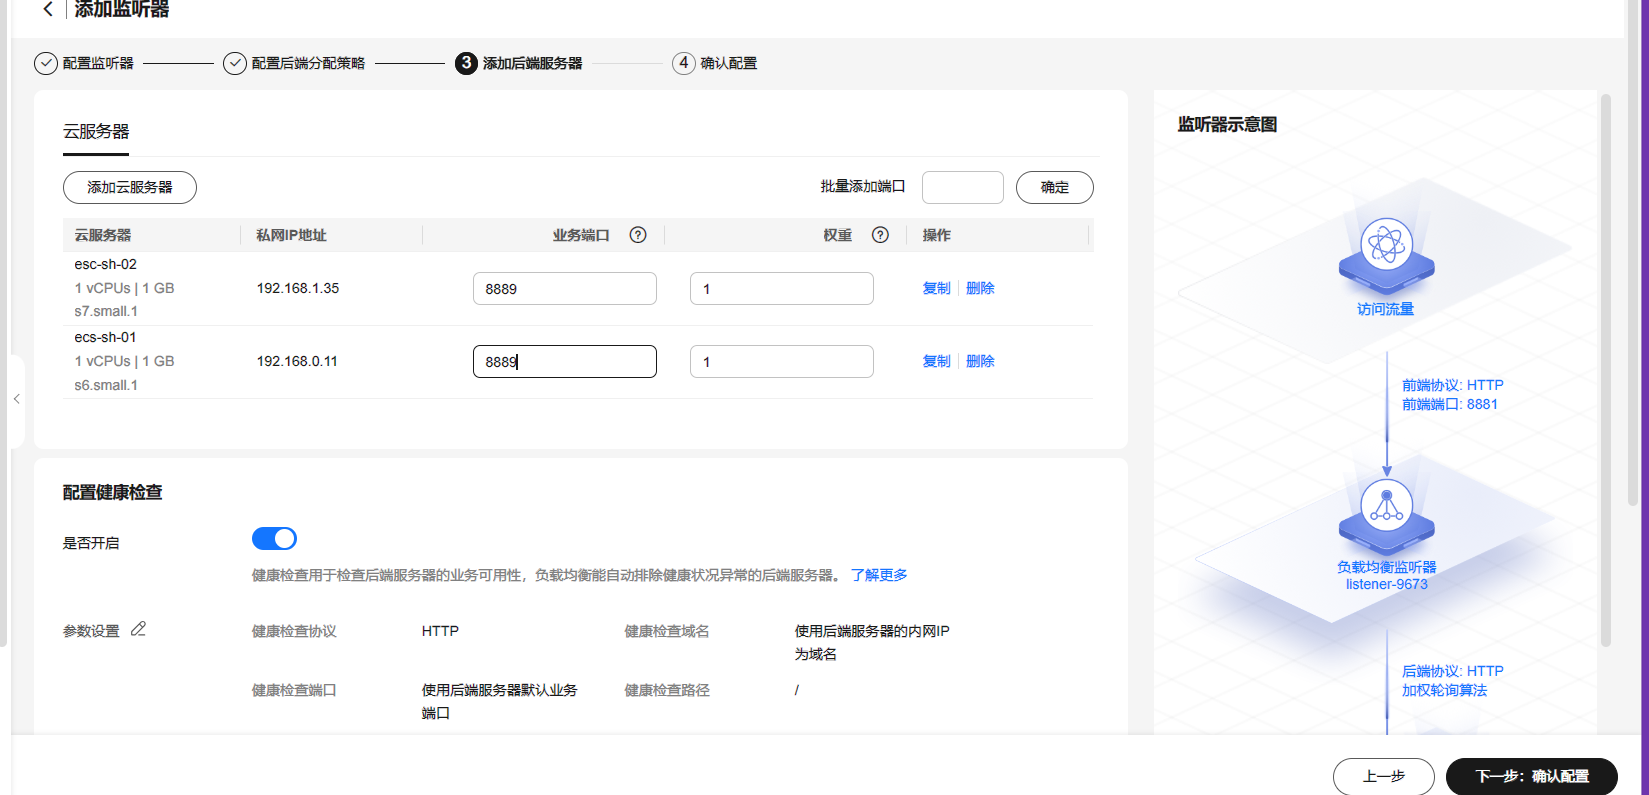 添加监听器
配置监听器
配置后端分配策略
3 添加后端服务器
4 确认配置
云服务器
添加云服务器
批量添加端口
确定
云服务器 私网IP地址 业务端口 ? 权重 ? 操作
esc-sh-02
1 vCPUs | 1 GB
s7.small.1
192.168.1.35
8889
1
复制 删除
ecs-sh-01
1 vCPUs | 1 GB
s6.small.1
192.168.0.11
8889
1
复制 删除
配置健康检查
是否开启
健康检查用于检查后端服务器的业务可用性，负载均衡能自动排除健康状况异常的后端服务器。 了解更多
参数设置
健康检查协议 HTTP
健康检查域名 使用后端服务器的内网IP
为域名
健康检查端口 使用后端服务器默认业务
端口
健康检查路径 /
监听器示意图
访问流量
前端协议: HTTP
前端端口: 8881
负载均衡监听器
listener-9673
后端协议: HTTP
加权轮询算法
上一步
下一步：确认配置